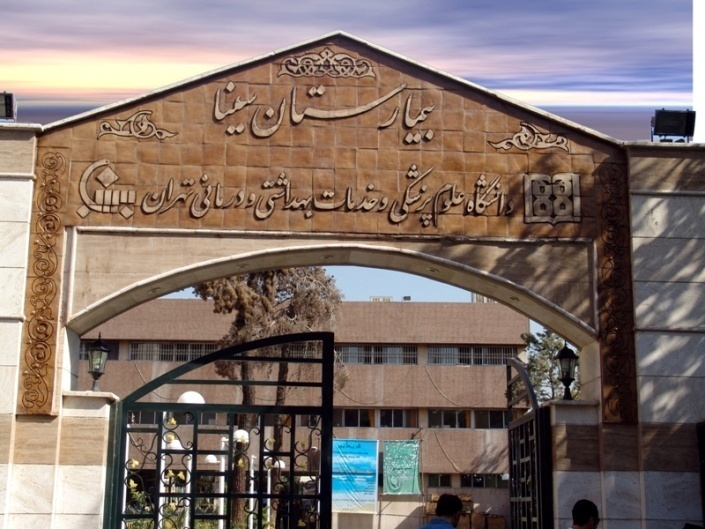 بیمارستان سینا
دانشگاه علوم پزشکی و خدمات بهداشتی و درمانی تهران